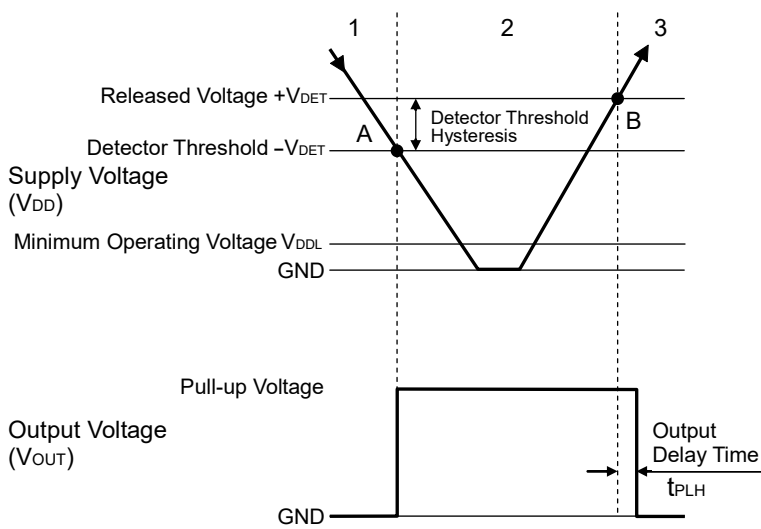 1 2 3
Released Voltage +VDET
Detector Threshold
Hysteresis
A
B
Detector Threshold –VDET
Supply Voltage
(VDD)
Minimum Operating Voltage VDDL
GND
Pull-up Voltage
Output Voltage
(VOUT)
Output
Delay Time
tPLH
GND